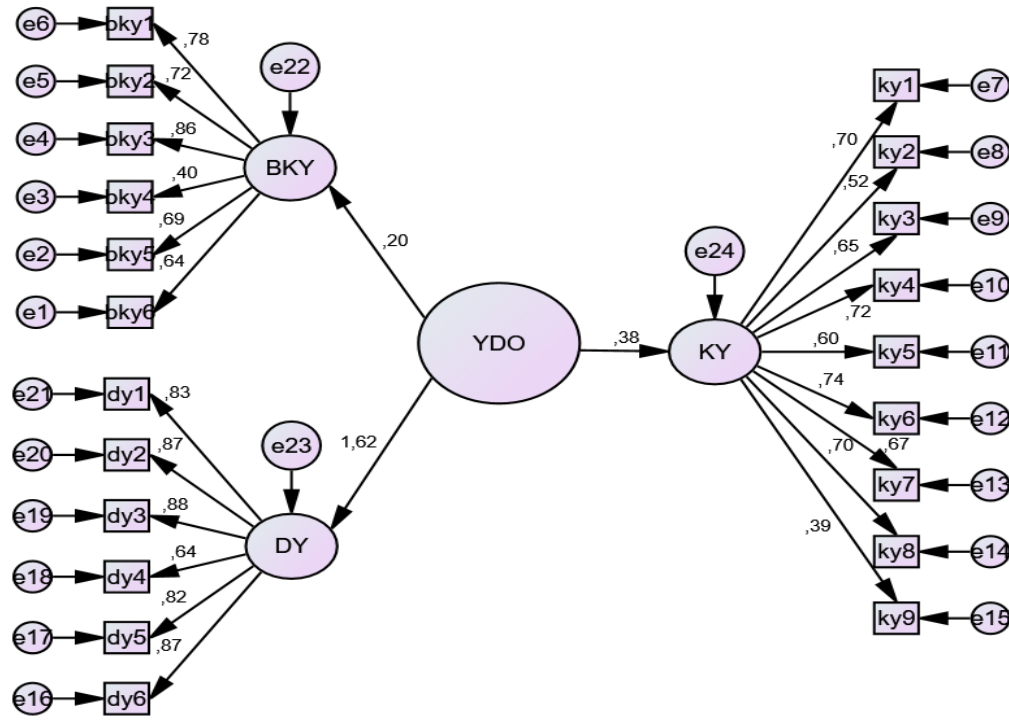 e6 bky1
,78
e5 bky2
,72
e4 bky3
,86
e3 bky4
,40
e2 bky5
,69
e1 bky6
,64
e22
BKY
,20
YDO
,38
1,62
e21 dy1
,83
e20 dy2
,87
e19 dy3
,88
e18 dy4
,64
e17 dy5
,82
e16 dy6
,87
e23
DY
e24
KY
ky1 e7
,70
ky2 e8
,52
ky3 e9
,65
ky4 e10
,72
ky5 e11
,60
ky6 e12
,74
ky7 e13
,67
ky8 e14
,70
ky9 e15
,39